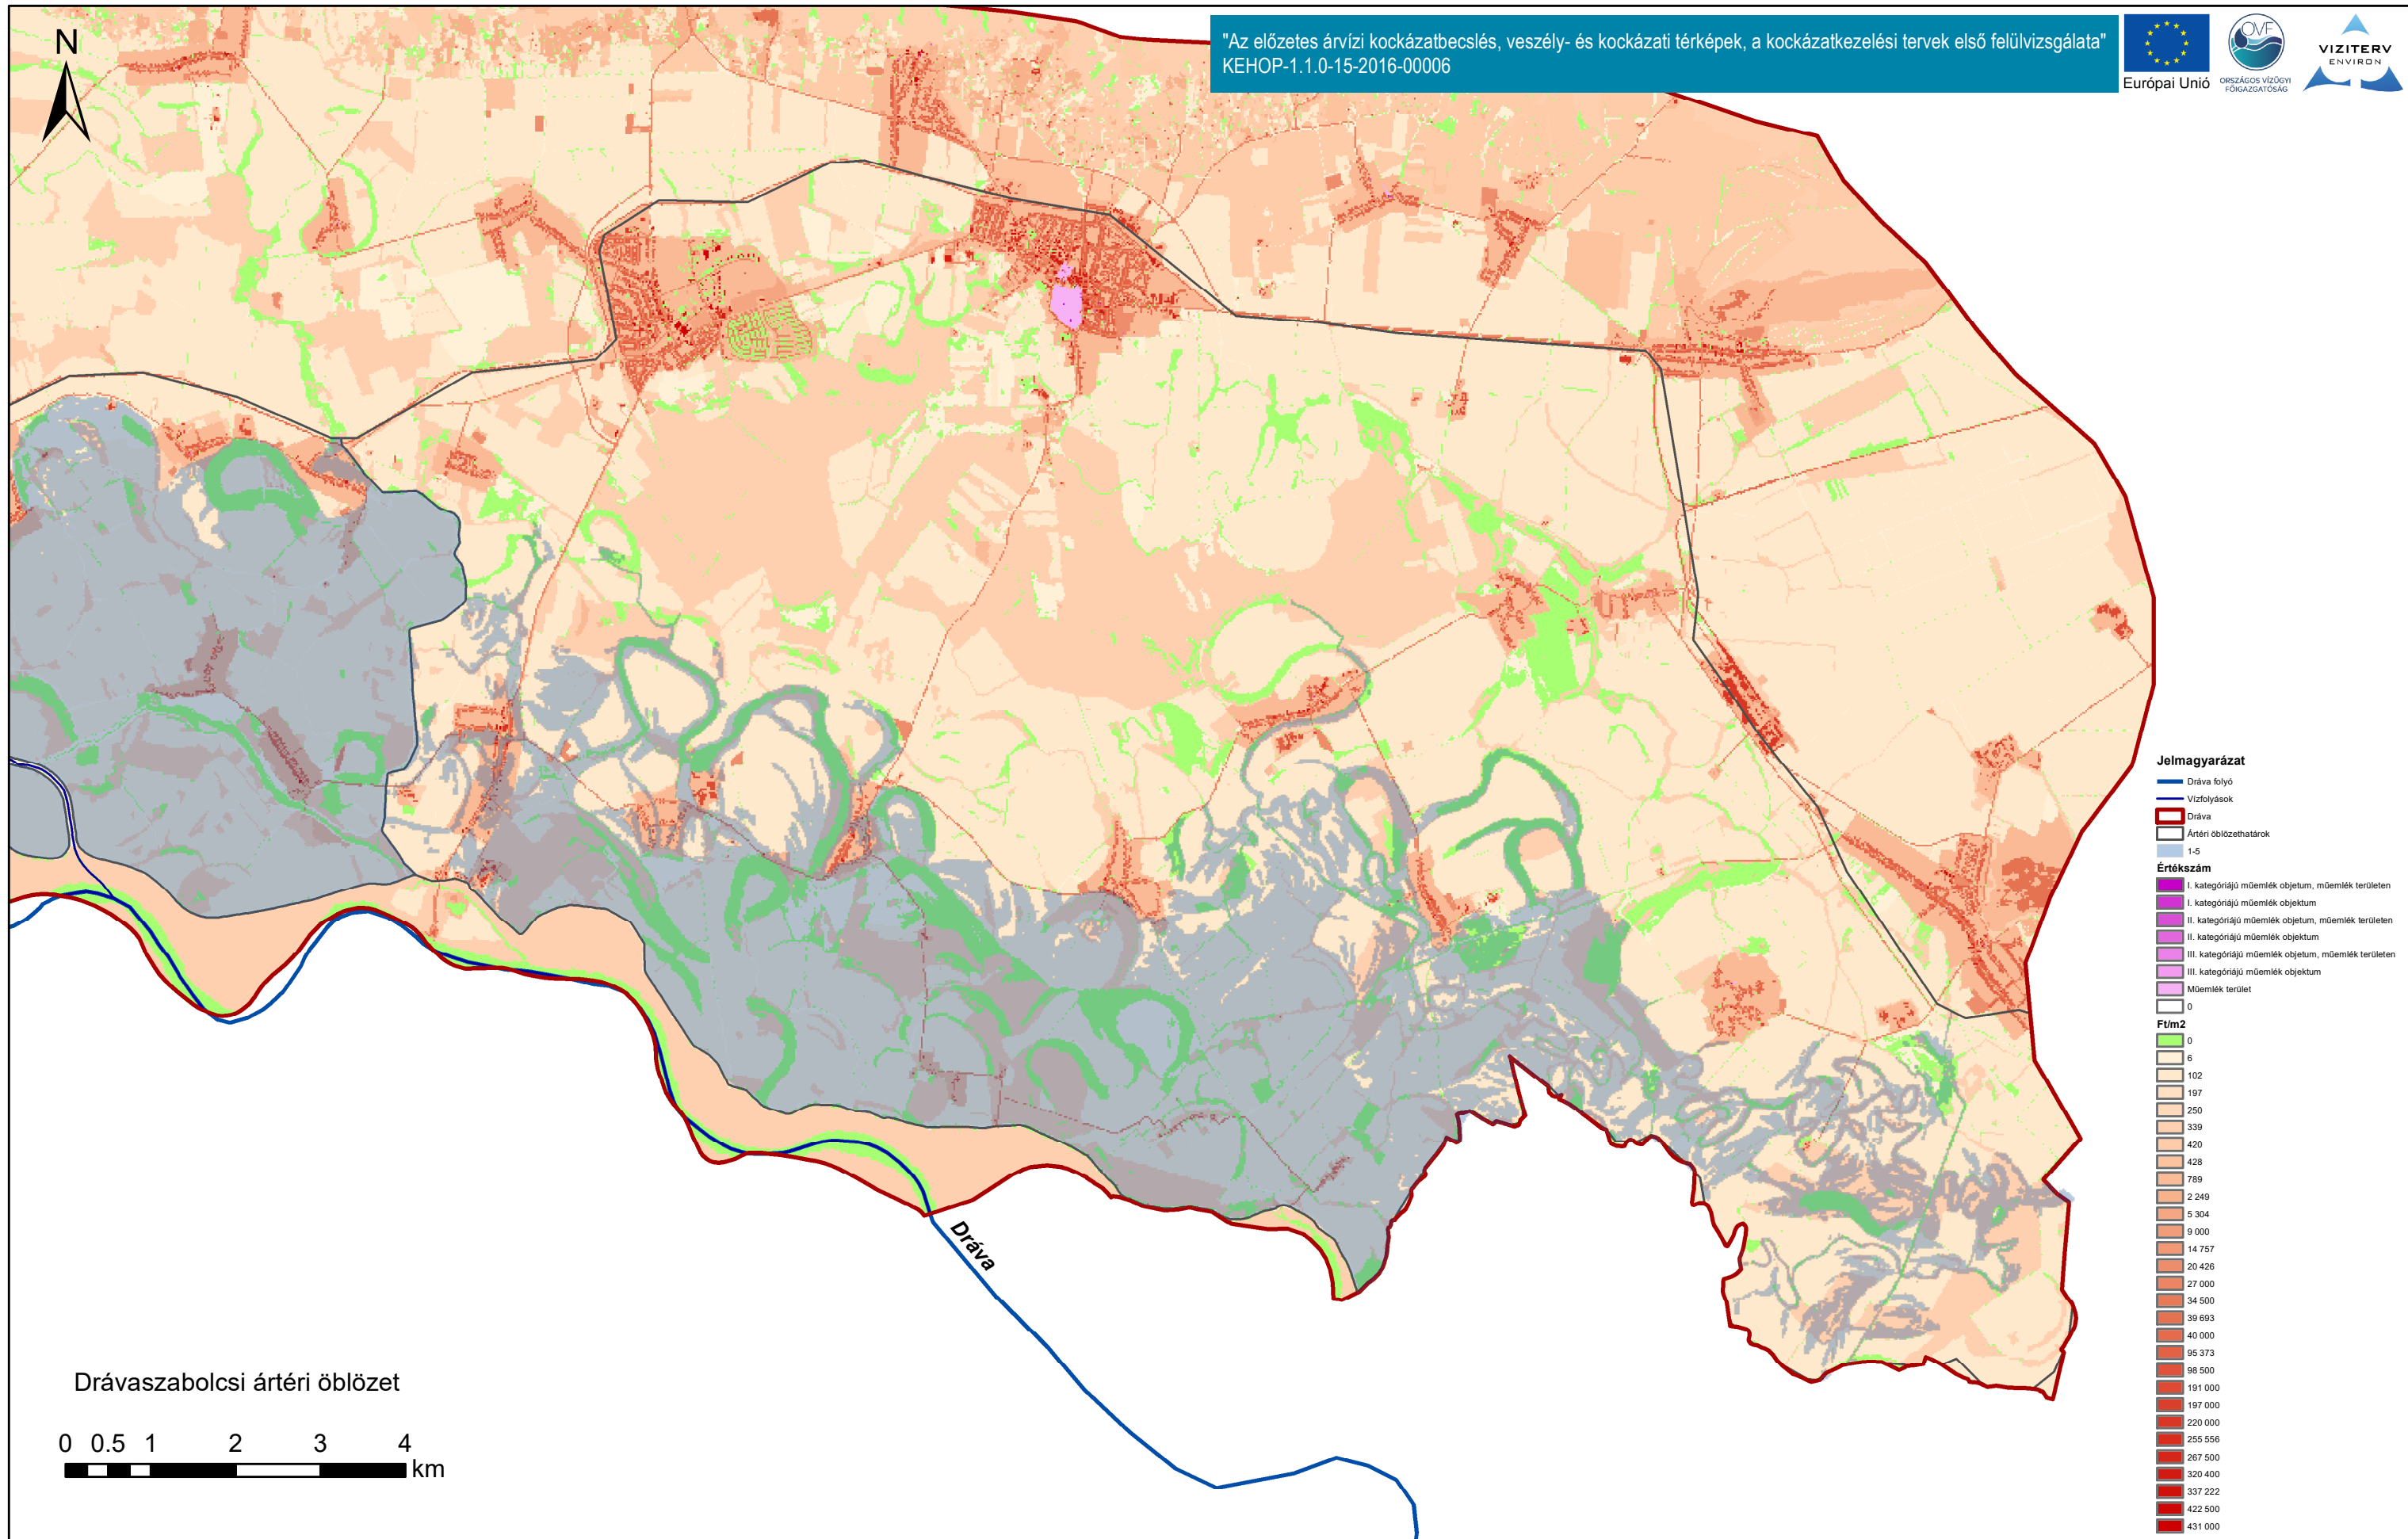 N
"Az előzetes árvízi kockázatbecslés, veszély- és kockázati térképek, a kockázatkezelési tervek első felülvizsgálata"
KEHOP-1.1.0-15-2016-00006
Európai Unió
OVF
ORSZÁGOS VÍZÜGYI
FŐIGAZGATÓSÁG
VIZITERV
ENVIRON
Jelmagyarázat
Dráva folyó
Vízfolyások
Dráva
Ártéri öblözethatárok
1-5
Értékszám
I. kategóriájú műemlék objetum, műemlék területen
I. kategóriájú műemlék objektum
II. kategóriájú műemlék objetum, műemlék területen
II. kategóriájú műemlék objektum
III. kategóriájú műemlék objetum, műemlék területen
III. kategóriájú műemlék objektum
Műemlék terület
0
Ft/m2
0
6
102
197
250
339
420
428
789
2 249
5 304
9 000
14 757
20 426
27 000
34 500
39 693
40 000
95 373
98 500
191 000
197 000
220 000
255 556
267 500
320 400
337 222
422 500
431 000
Dráva
Drávaszabolcsi ártéri öblözet
0 0.5 1 2 3 4
km